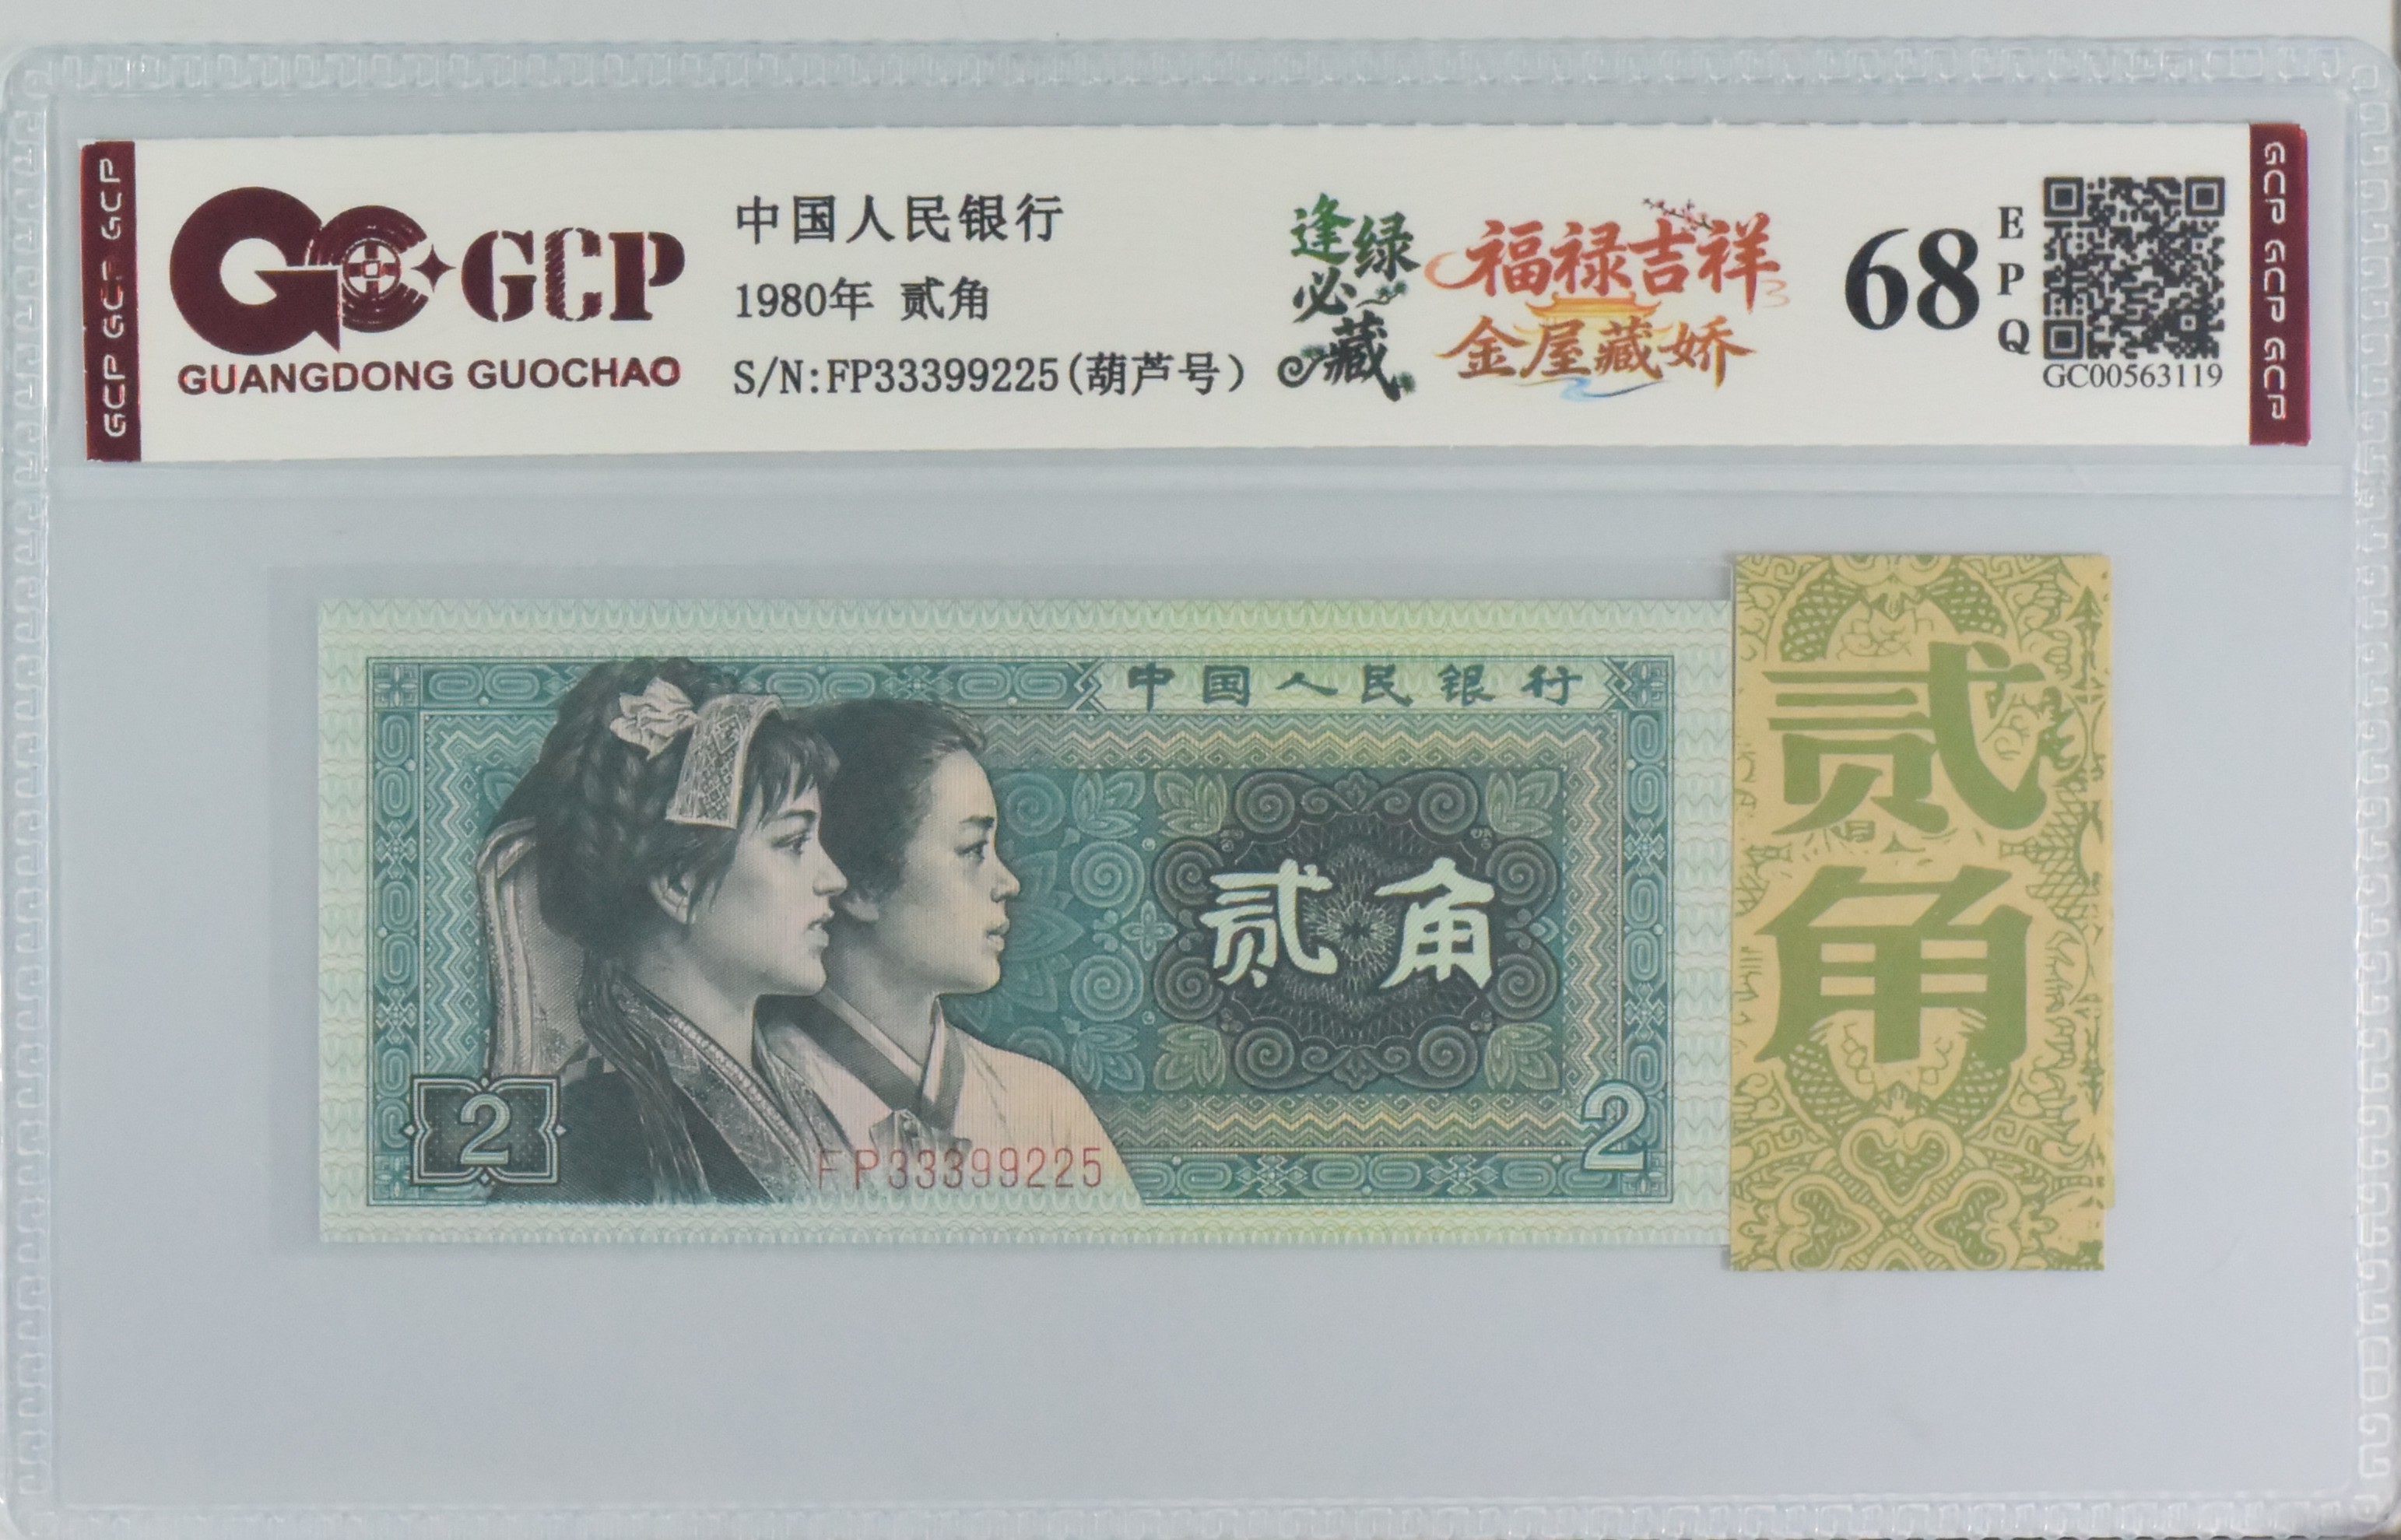 GCP GCP GCP
GCP
GUANGDONG GUOCHAO
中国人民银行
1980年 贰角
S/N:FP33399225(葫芦号)
逢绿必藏
福禄吉祥
金屋藏娇
68
EPQ
GC00563119
GCP GCP GCP
中国人民银行
贰角
2
2
FP33399225
贰角